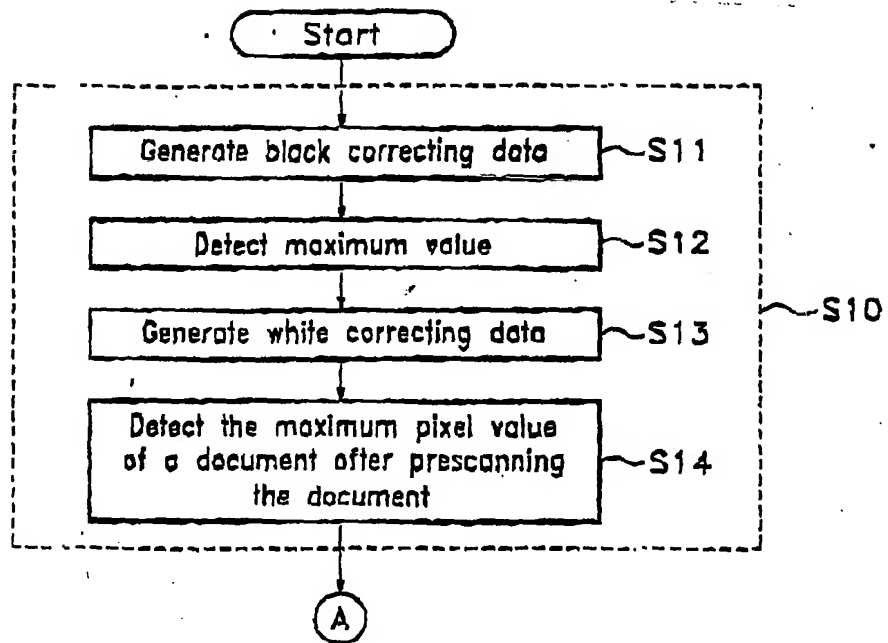 Start
Generate black correcting data
S11
Detect maximum value
S12
Generate white correcting data
S13
S10
Detect the maximum pixel value
of a document after prescanning
the document
S14
A